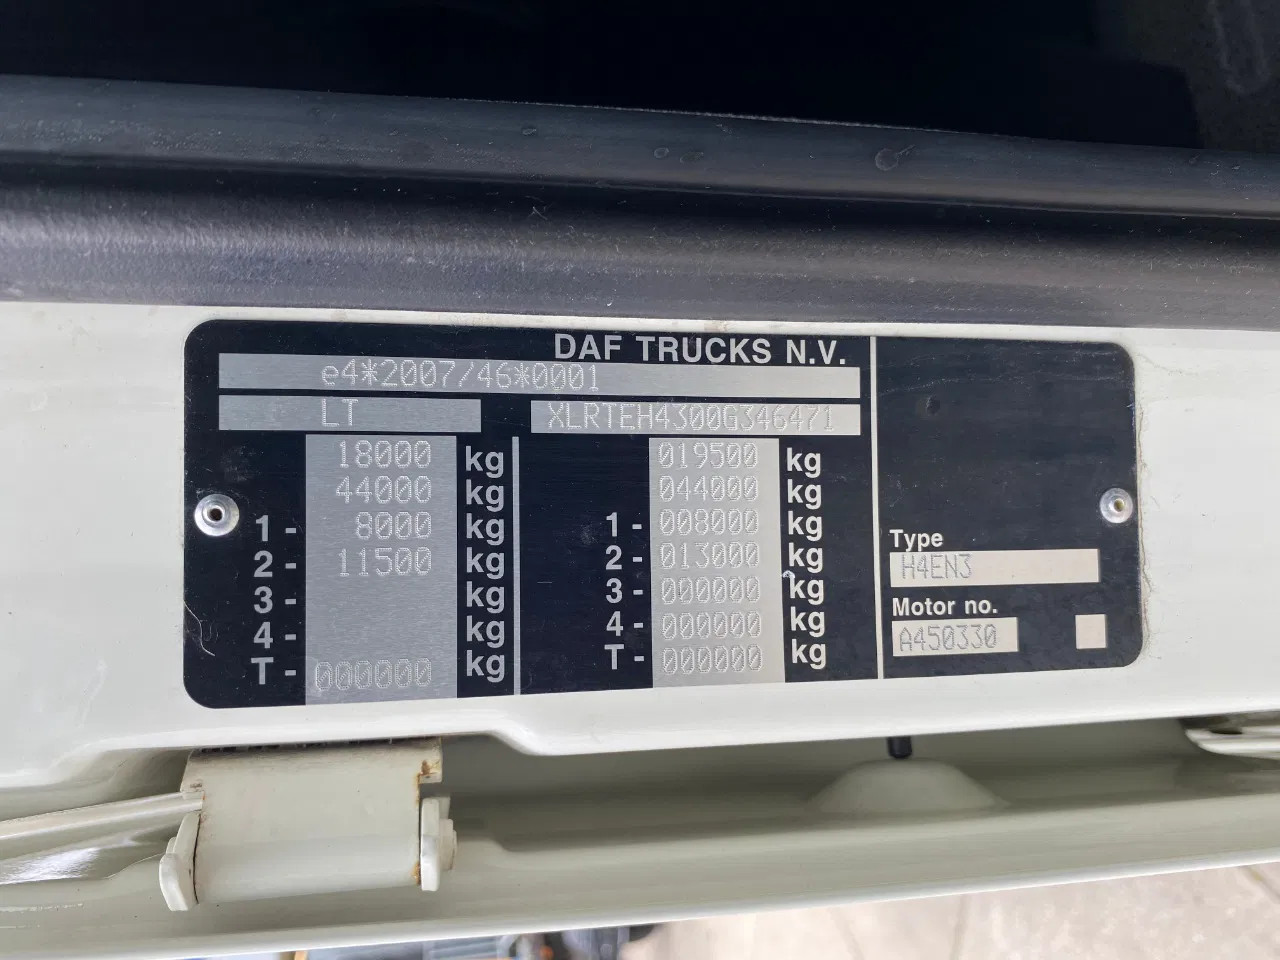 DAF TRUCKS N.V.
e4*2007/46*0001
LT XLRTEH4300G346471
18000 kg 019500 kg
44000 kg 044000 kg
1 - 8000 kg 1 - 008000 kg
2 - 11500 kg 2 - 013000 kg
3 - kg 3 - 000000 kg
4 - kg 4 - 000000 kg
T - 000000 kg T - 000000 kg
Type
H4EN3
Motor no.
A450330